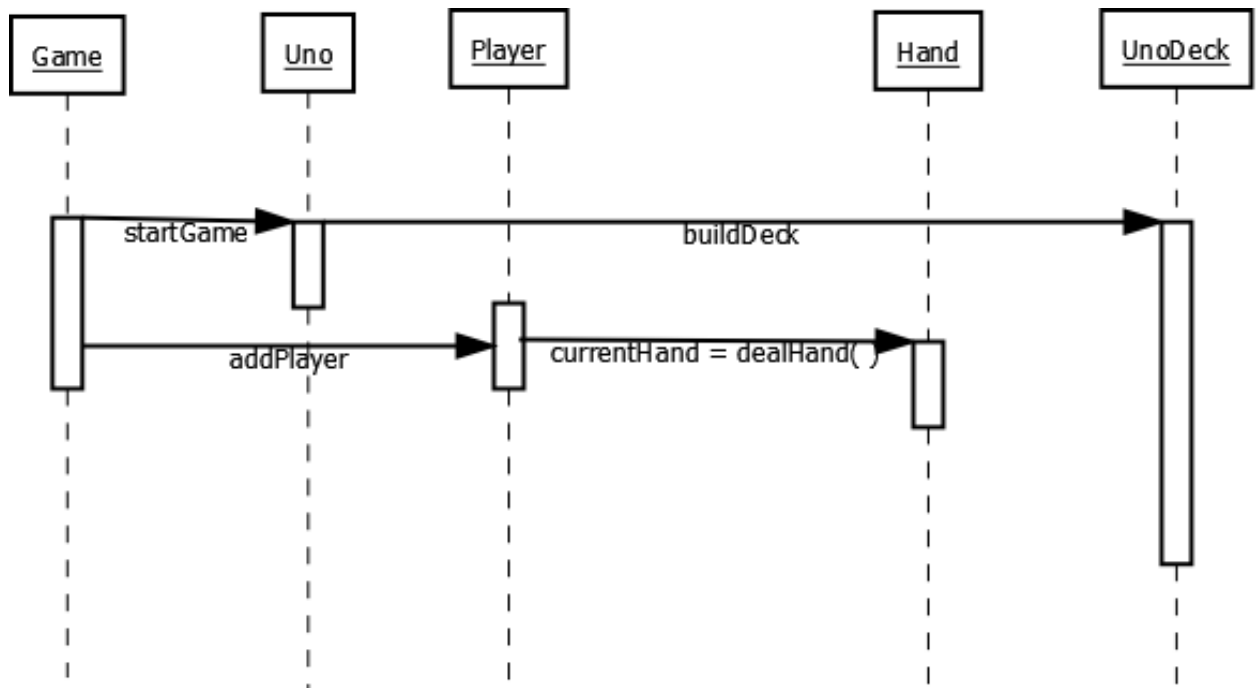 Game
Uno
Player
Hand
UnoDeck
startGame
buildDeck
addPlayer
currentHand = dealHand( )